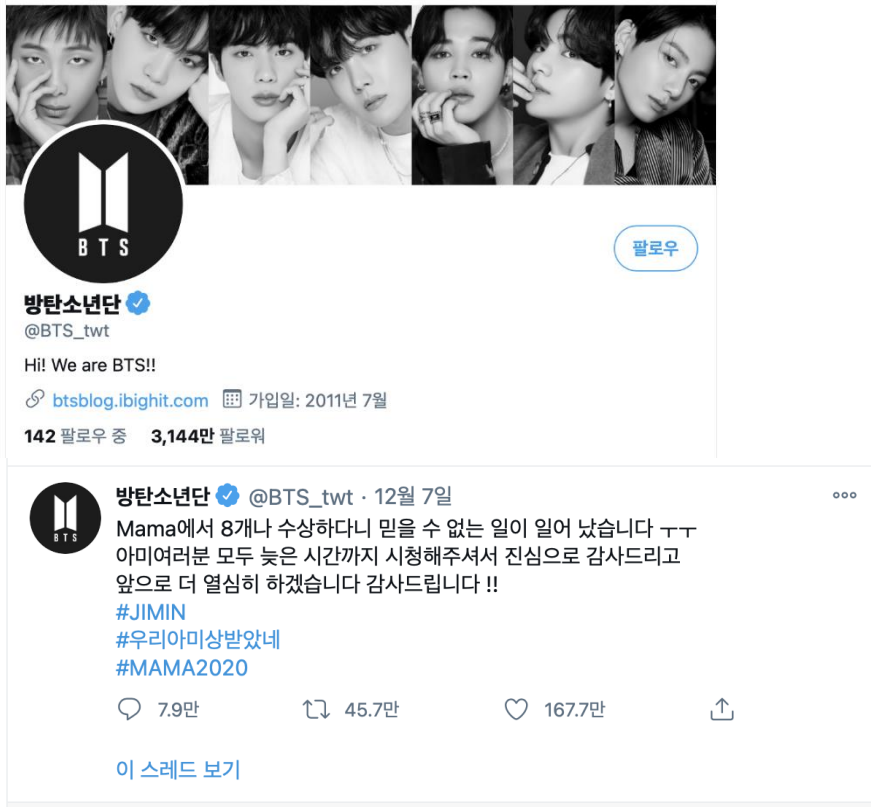 BTS
팔로우
방탄소년단
@BTS_twt
Hi! We are BTS!!
btsblog.ibighit.com 가입일: 2011년 7월
142 팔로우 중 3,144만 팔로워
방탄소년단 @BTS_twt · 12월 7일
BTS
Mama에서 8개나 수상하다니 믿을 수 없는 일이 일어 났습니다 ㅜㅜ
아미여러분 모두 늦은 시간까지 시청해주셔서 진심으로 감사드리고
앞으로 더 열심히 하겠습니다 감사드립니다 !!
#JIMIN
#우리아미상받았네
#MAMA2020
7.9만 45.7만 167.7만
이 스레드 보기